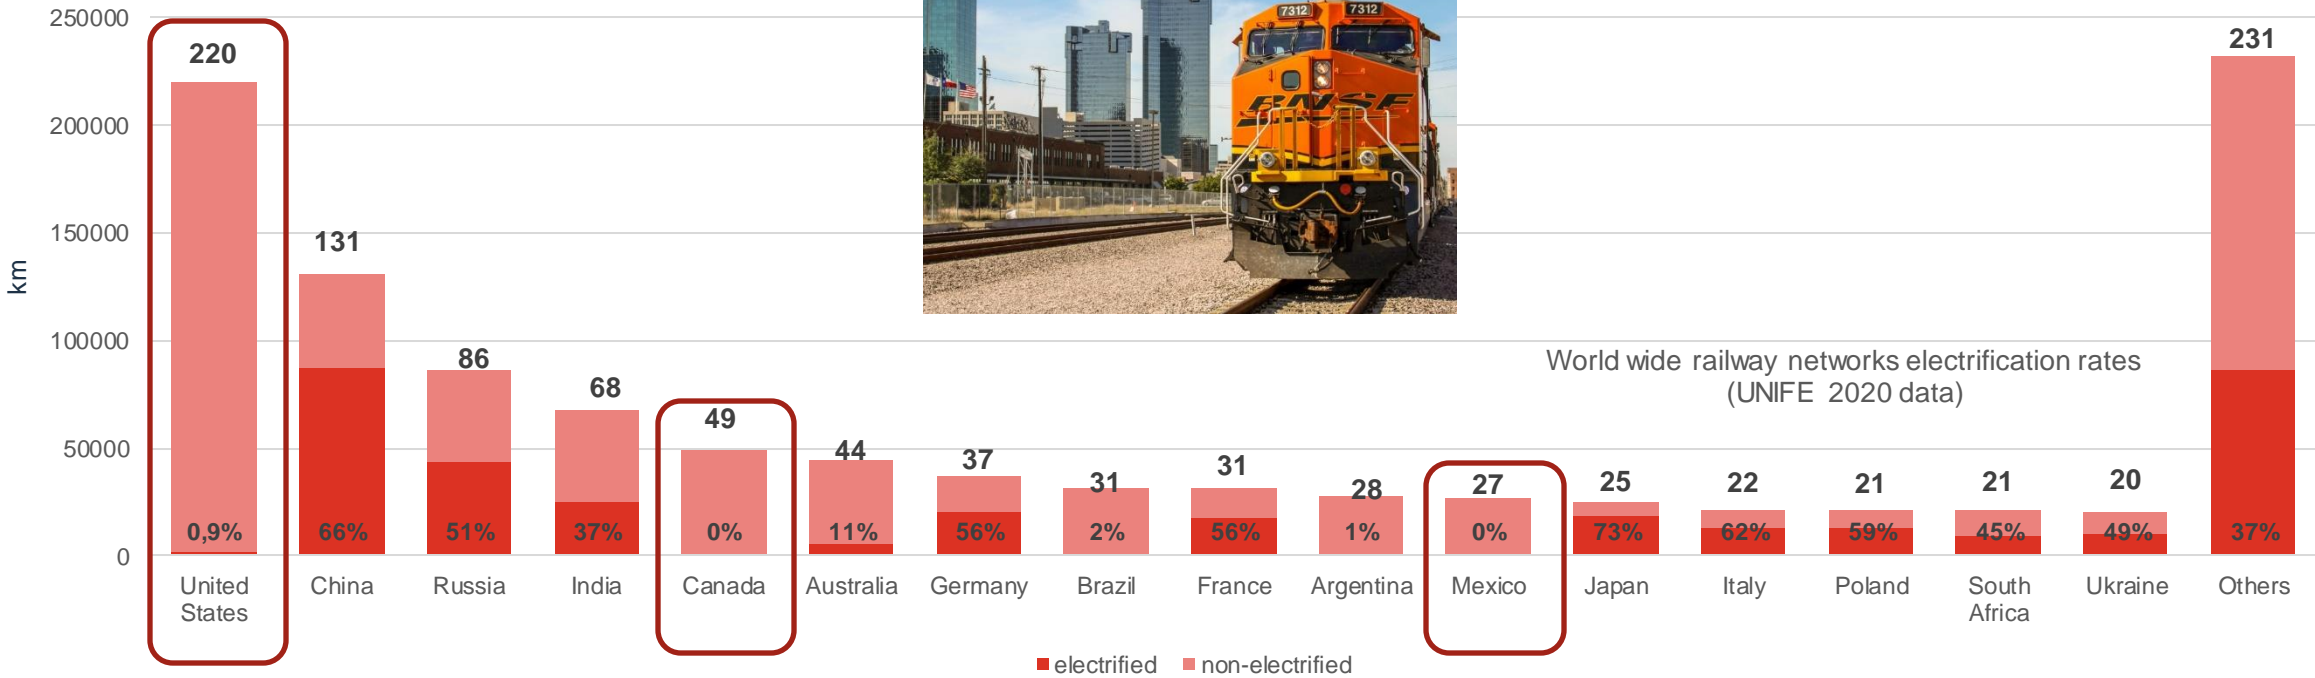 250000
200000
150000
100000
50000
0
km
220
131
86
68
49
44
37
31
31
28
27
25
22
21
21
20
231
0,9%
66%
51%
37%
0%
11%
56%
2%
56%
1%
0%
73%
62%
59%
45%
49%
37%
United
States
China
Russia
India
Canada
Australia
Germany
Brazil
France
Argentina
Mexico
Japan
Italy
Poland
South
Africa
Ukraine
Others
7312 7312
BNSF
World wide railway networks electrification rates
(UNIFE 2020 data)
electrified non-electrified